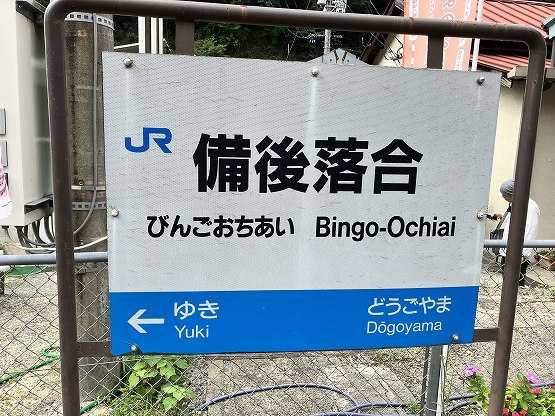 JR 備後落合
びんごおちあい Bingo-Ochiai
← ゆき どうごやま
Yuki Dōgoyama